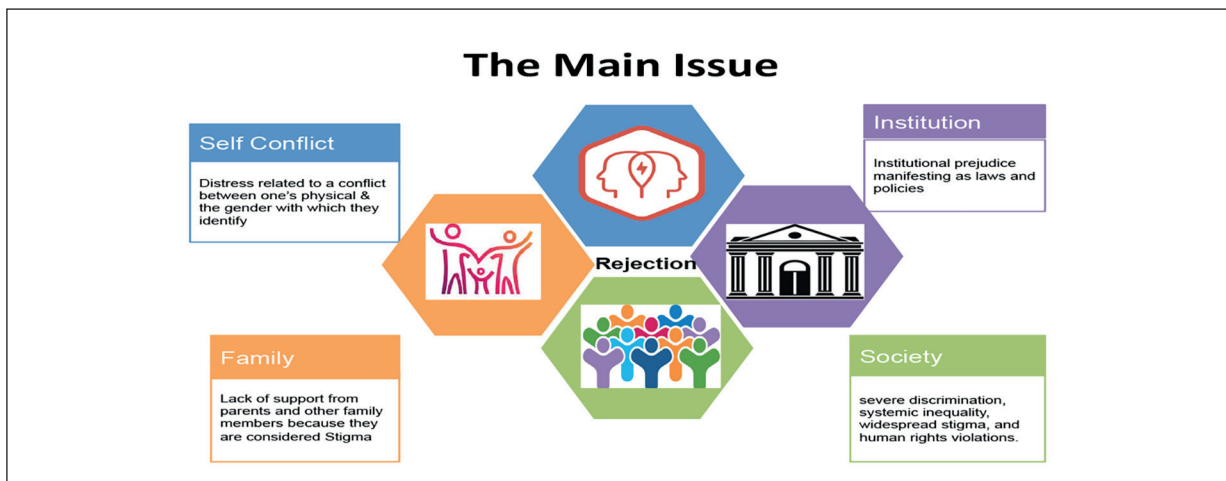 The Main Issue
Self Conflict
Distress related to a conflict
between one's physical &
the gender with which they
identify
Institution
Institutional prejudice
manifesting as laws and
policies
Rejection
Family
Lack of support from
parents and other family
members because they
are considered Stigma
Society
severe discrimination,
systemic inequality,
widespread stigma, and
human rights violations.